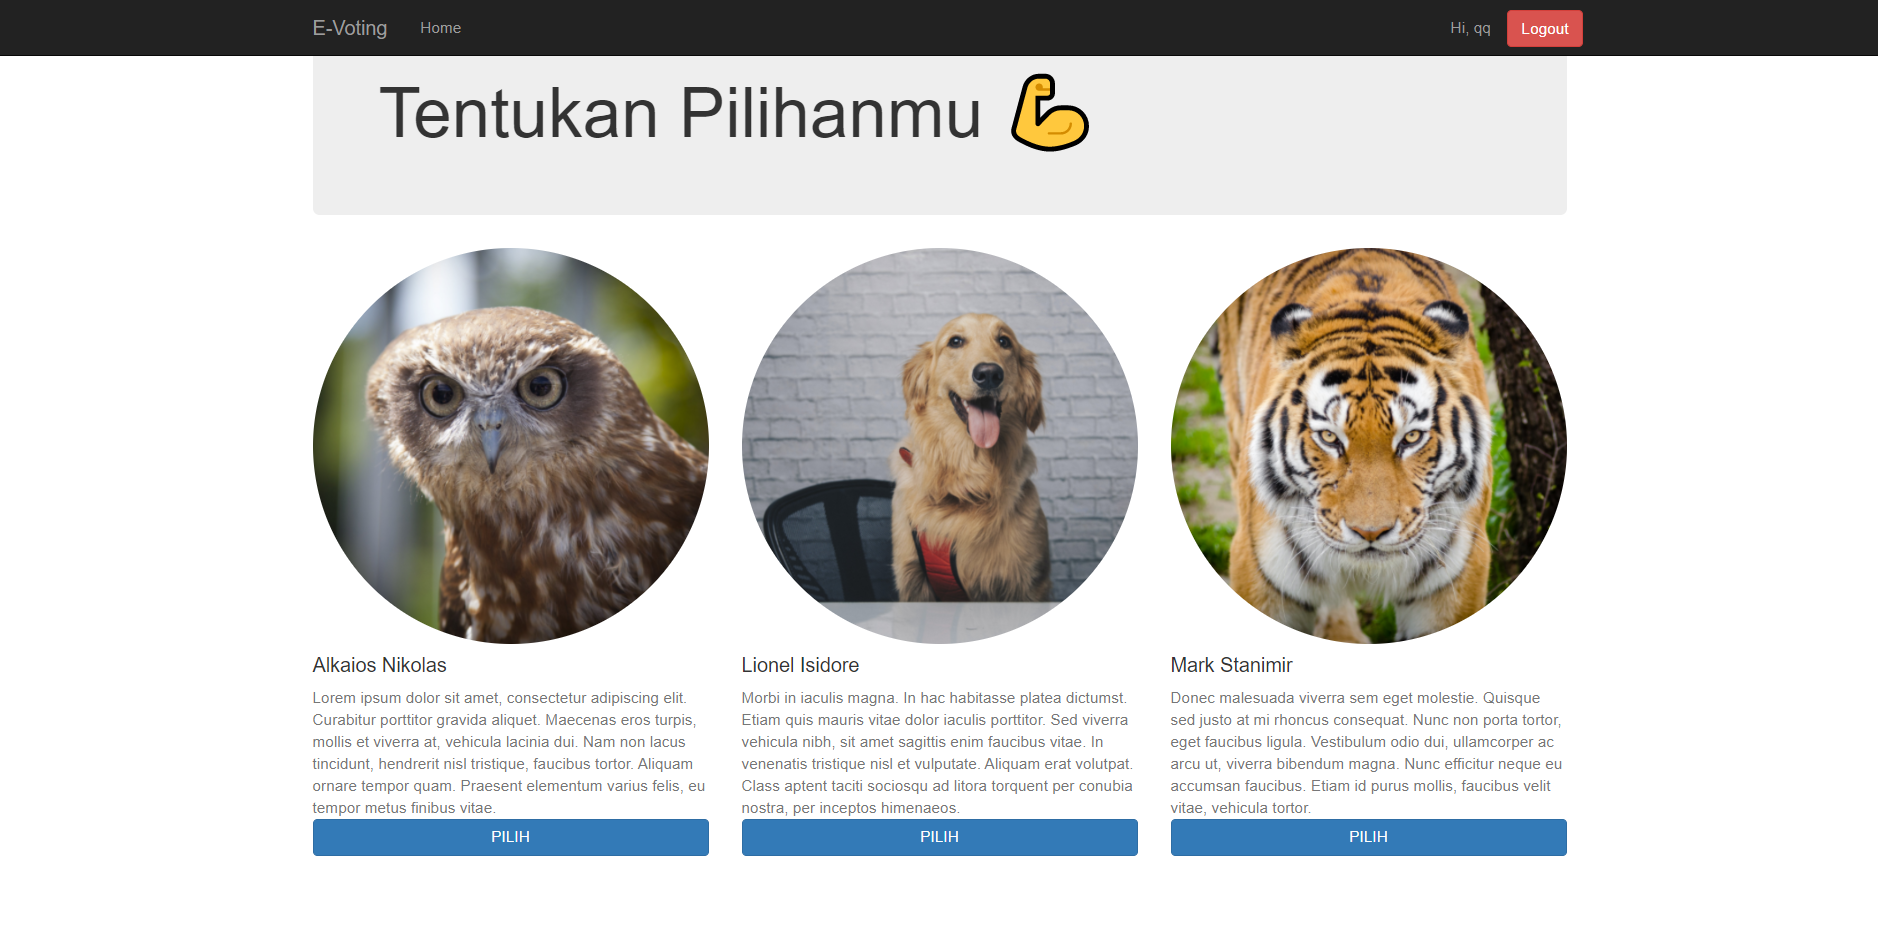 E-Voting Home Hi, qq Logout
Tentukan Pilihanmu 💪
Alkaios Nikolas
Lorem ipsum dolor sit amet, consectetur adipiscing elit.
Curabitur porttitor gravida aliquet. Maecenas eros turpis,
mollis et viverra at, vehicula lacinia dui. Nam non lacus
tincidunt, hendrerit nisl tristique, faucibus tortor. Aliquam
ornare tempor quam. Praesent elementum varius felis, eu
tempor metus finibus vitae.
PILIH
Lionel Isidore
Morbi in iaculis magna. In hac habitasse platea dictumst.
Etiam quis mauris vitae dolor iaculis porttitor. Sed viverra
vehicula nibh, sit amet sagittis enim faucibus vitae. In
venenatis tristique nisl et vulputate. Aliquam erat volutpat.
Class aptent taciti sociosqu ad litora torquent per conubia
nostra, per inceptos himenaeos.
PILIH
Mark Stanimir
Donec malesuada viverra sem eget molestie. Quisque
sed justo at mi rhoncus consequat. Nunc non porta tortor,
eget faucibus ligula. Vestibulum odio dui, ullamcorper ac
arcu ut, viverra bibendum magna. Nunc efficitur neque eu
accumsan faucibus. Etiam id purus mollis, faucibus velit
vitae, vehicula tortor.
PILIH